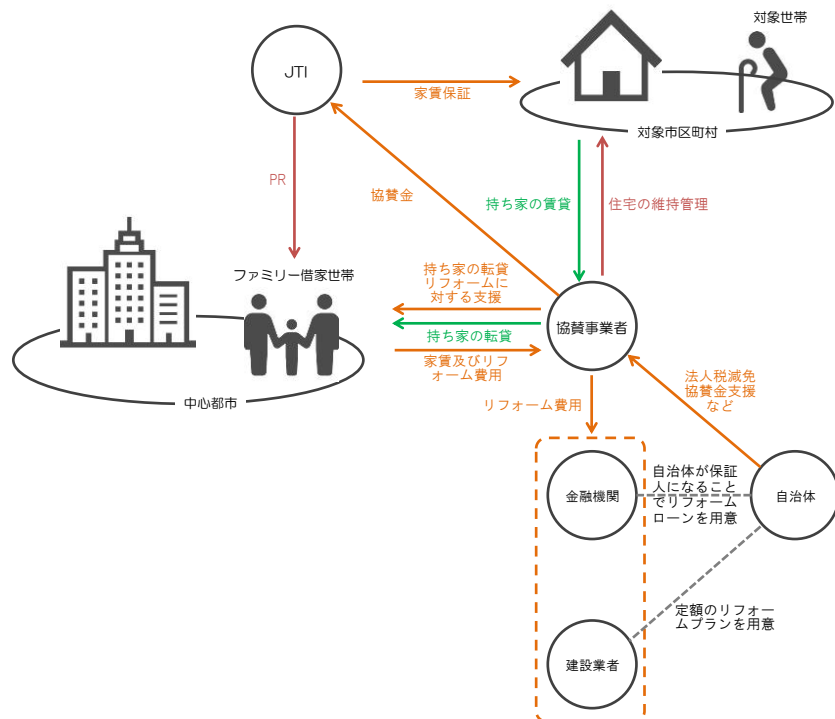 対象世帯
JTI
家賃保証
対象市区町村
PR
協賛金
持ち家の賃貸
住宅の維持管理
ファミリー借家世帯
持ち家の転貸
リフォームに
対する支援
協賛事業者
持ち家の転貸
家賃及びリフ
ォーム費用
中心都市
法人税減免
協賛金支援
など
リフォーム費用
金融機関
自治体が保証
人になること
でリフォーム
ローンを用意
自治体
定額のリフォー
ムプランを用意
建設業者